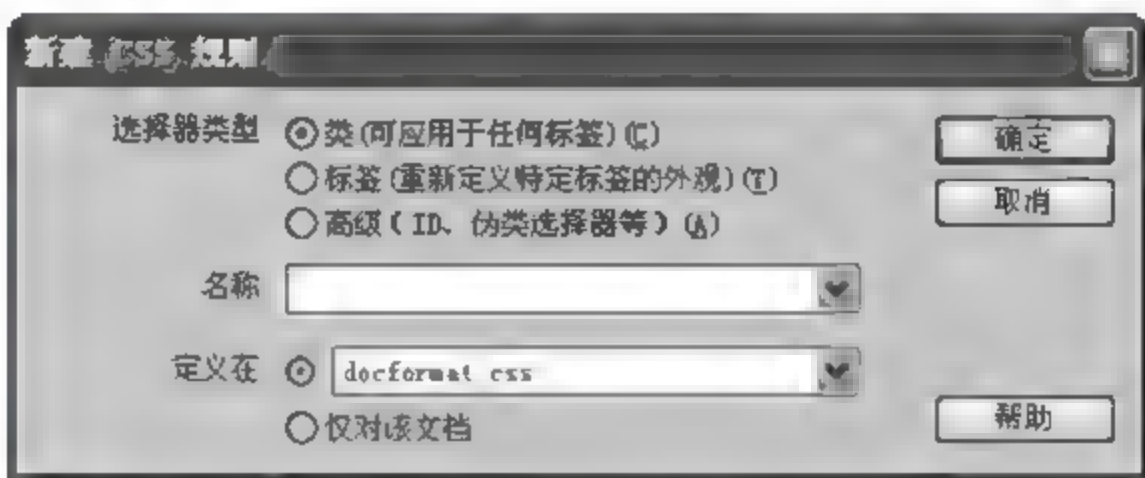 新建 CSS 规则
选择器类型 类(可应用于任何标签)(C) 确定
标签(重新定义特定标签的外观)(T)
取消
高级(ID、伪类选择器等)(A)
名称
定义在 docformat css
仅对该文档
帮助